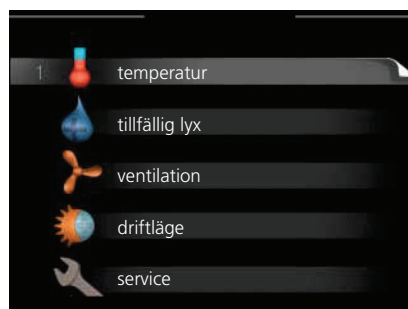 1 temperatur
tillfällig lyx
ventilation
driftläge
service